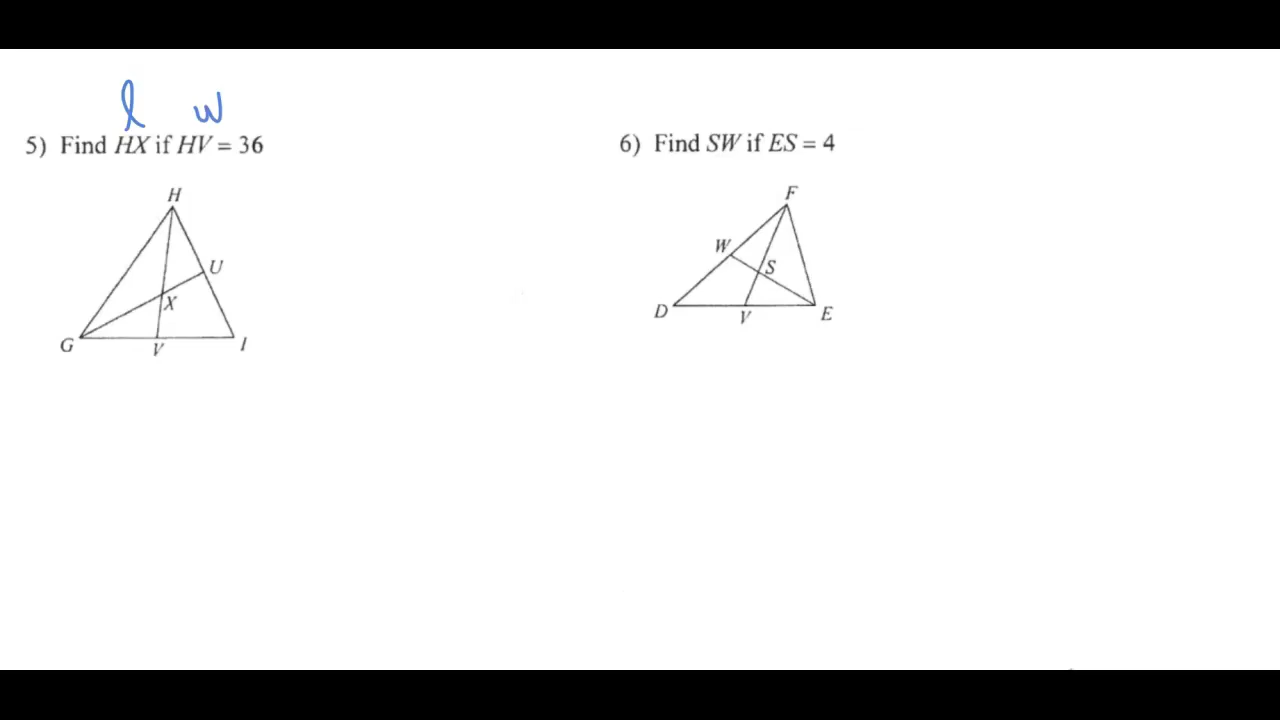 l w
5) Find HX if HV = 36
6) Find SW if ES = 4
H
U
X
G V I
F
W
S
D V E